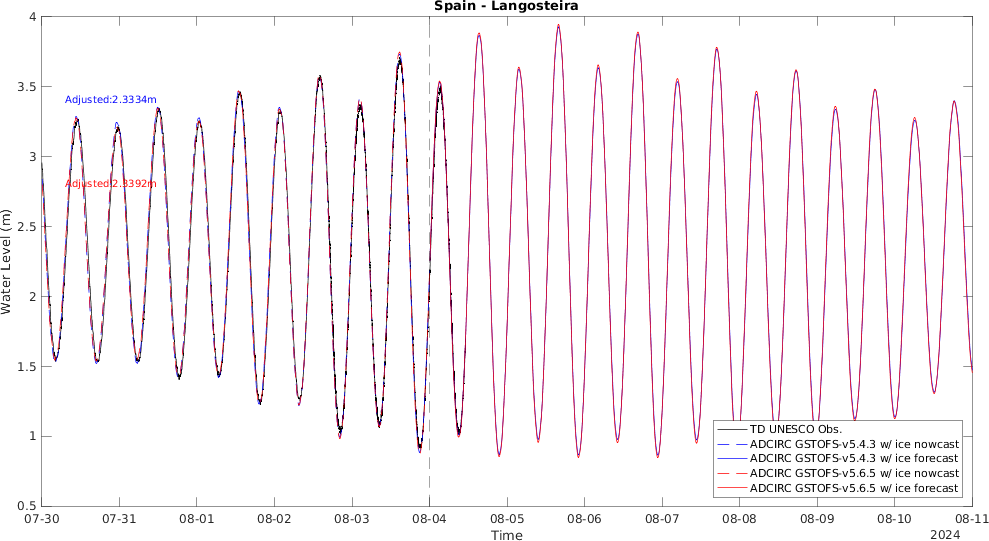 Spain - Langosteira
4
3.5
3
2.5
2
1.5
1
0.5
Water Level (m)
Adjusted:2.3334m
Adjusted:2.3392m
TD UNESCO Obs.
ADCIRC GSTOFS-v5.4.3 w/ ice nowcast
ADCIRC GSTOFS-v5.4.3 w/ ice forecast
ADCIRC GSTOFS-v5.6.5 w/ ice nowcast
ADCIRC GSTOFS-v5.6.5 w/ ice forecast
07-30 07-31 08-01 08-02 08-03 08-04 08-05 08-06 08-07 08-08 08-09 08-10 08-11
Time
2024